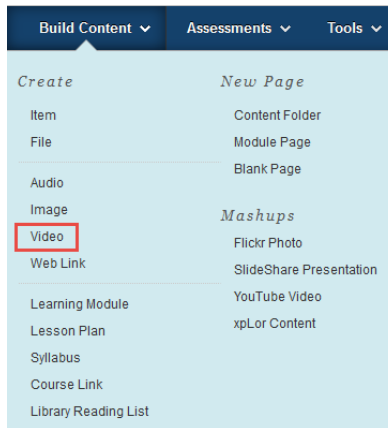 Build Content Assessments Tools
Create
Item
File
Audio
Image
Video
Web Link
Learning Module
Lesson Plan
Syllabus
Course Link
Library Reading List
New Page
Content Folder
Module Page
Blank Page
Mashups
Flickr Photo
SlideShare Presentation
YouTube Video
xpLor Content